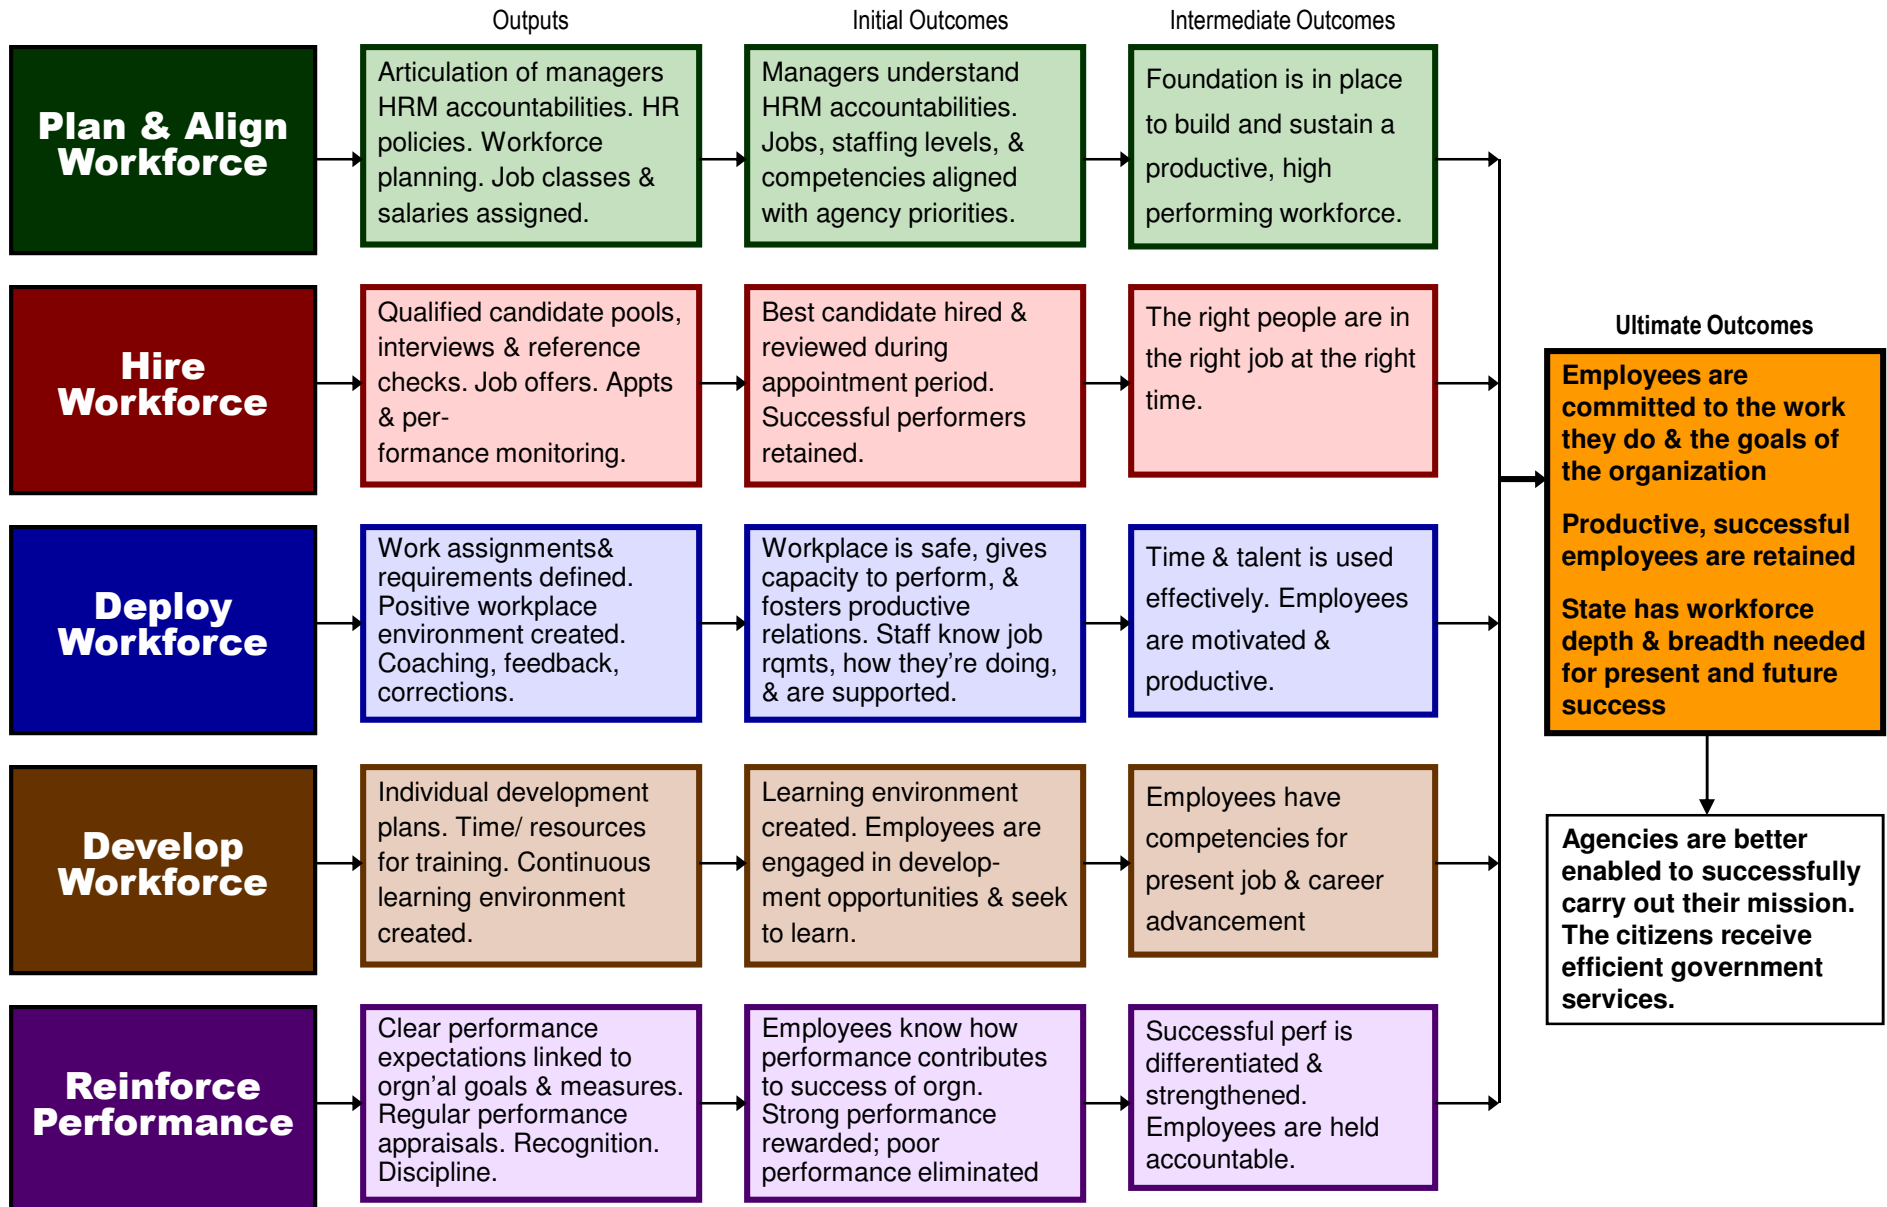 Outputs
Initial Outcomes
Intermediate Outcomes
Plan & Align
Workforce
Articulation of managers
HRM accountabilities. HR
policies. Workforce
planning. Job classes &
salaries assigned.
Managers understand
HRM accountabilities.
Jobs, staffing levels, &
competencies aligned
with agency priorities.
Foundation is in place
to build and sustain a
productive, high
performing workforce.
Hire
Workforce
Qualified candidate pools,
interviews & reference
checks. Job offers. Appts
& per-
formance monitoring.
Best candidate hired &
reviewed during
appointment period.
Successful performers
retained.
The right people are in
the right job at the right
time.
Deploy
Workforce
Work assignments&
requirements defined.
Positive workplace
environment created.
Coaching, feedback,
corrections.
Workplace is safe, gives
capacity to perform, &
fosters productive
relations. Staff know job
rqmts, how they’re doing,
& are supported.
Time & talent is used
effectively. Employees
are motivated &
productive.
Develop
Workforce
Individual development
plans. Time/ resources
for training. Continuous
learning environment
created.
Learning environment
created. Employees are
engaged in develop-
ment opportunities & seek
to learn.
Employees have
competencies for
present job & career
advancement
Reinforce
Performance
Clear performance
expectations linked to
orgn’al goals & measures.
Regular performance
appraisals. Recognition.
Discipline.
Employees know how
performance contributes
to success of orgn.
Strong performance
rewarded; poor
performance eliminated
Successful perf is
differentiated &
strengthened.
Employees are held
accountable.
Ultimate Outcomes
Employees are
committed to the work
they do & the goals of
the organization
Productive, successful
employees are retained
State has workforce
depth & breadth needed
for present and future
success
Agencies are better
enabled to successfully
carry out their mission.
The citizens receive
efficient government
services.